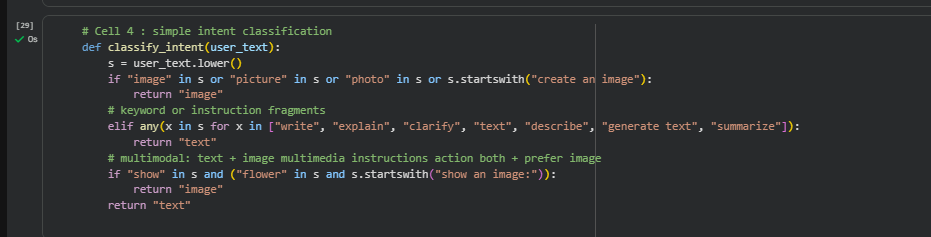 [29]
0s
# Cell 4 : simple intent classification
def classify_intent(user_text):
    s = user_text.lower()
    if "image" in s or "picture" in s or "photo" in s or s.startswith("create an image"):
        return "image"
    # keyword or instruction fragments
    elif any(x in s for x in ["write", "explain", "clarify", "text", "describe", "generate text", "summarize"]):
        return "text"
    # multimodal: text + image multimedia instructions action both + prefer image
    if "show" in s and ("flower" in s and s.startswith("show an image:")):
        return "image"
    return "text"